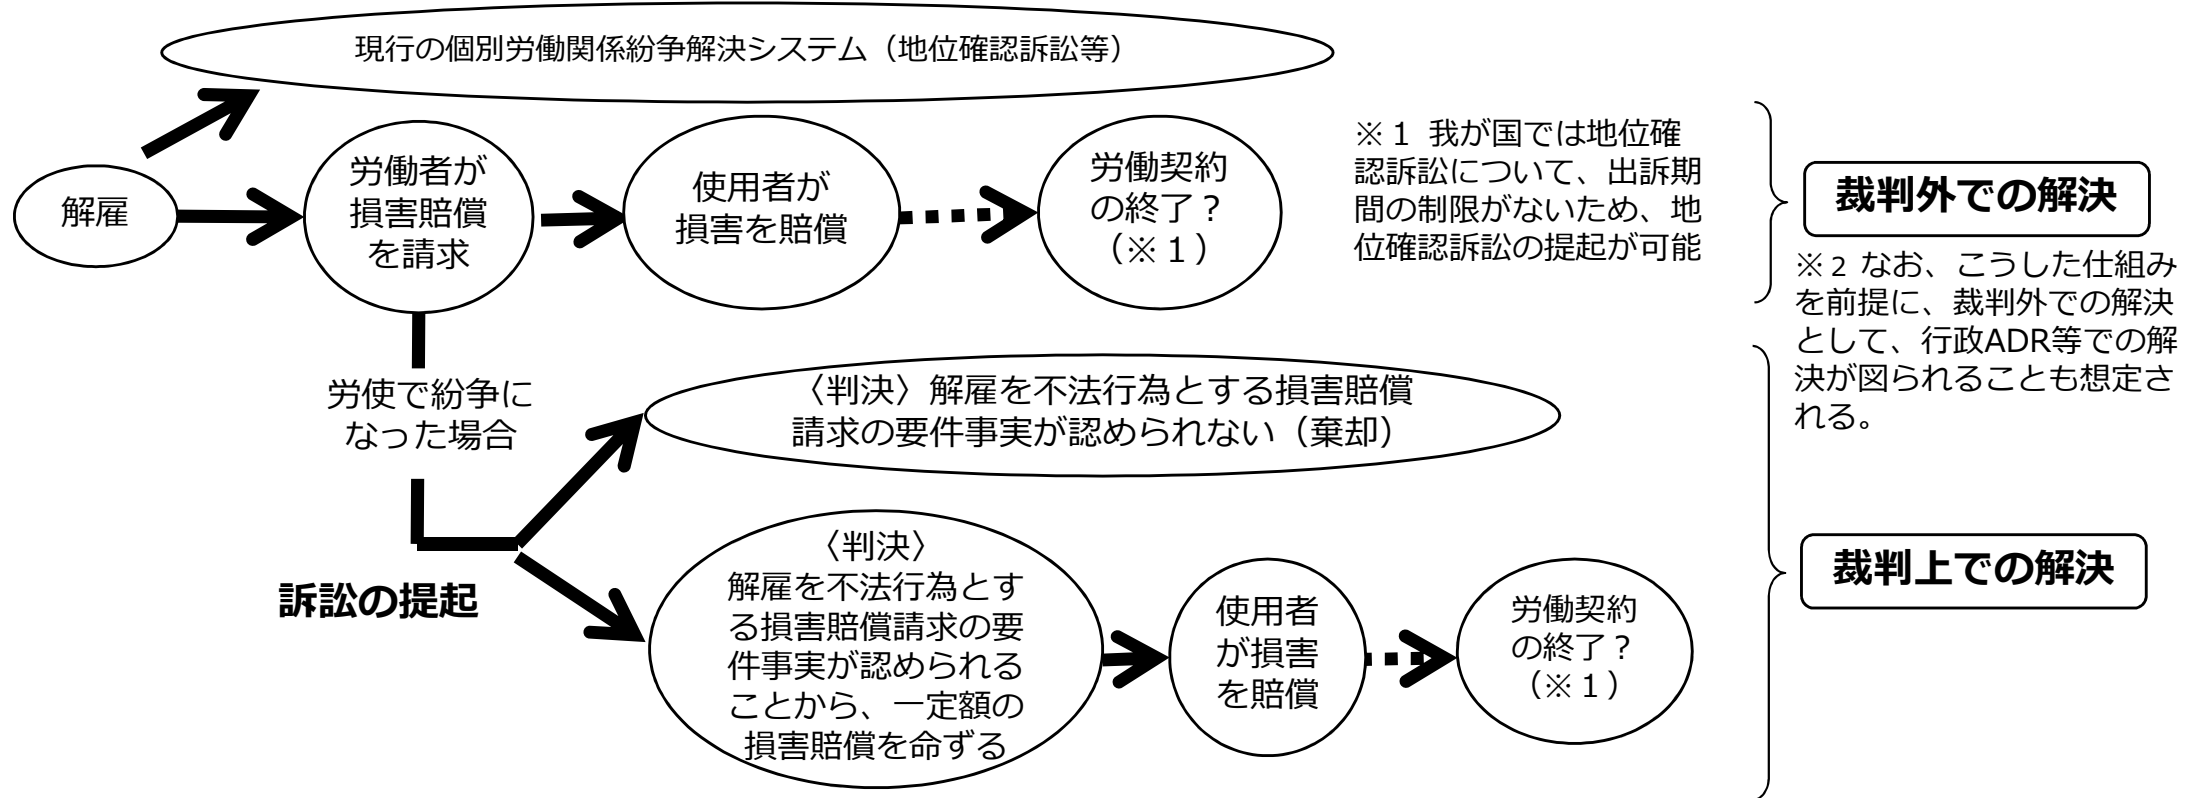 現行の個別労働関係紛争解決システム（地位確認訴訟等）
解雇
労働者が
損害賠償
を請求
使用者が
損害を賠償
労働契約
の終了？
（※１）
※１ 我が国では地位確
認訴訟について、出訴期
間の制限がないため、地
位確認訴訟の提起が可能
裁判外での解決
※２ なお、こうした仕組み
を前提に、裁判外での解決
として、行政ADR等での解
決が図られることも想定さ
れる。
労使で紛争に
なった場合
〈判決〉解雇を不法行為とする損害賠償
請求の要件事実が認められない（棄却）
訴訟の提起
〈判決〉
解雇を不法行為とす
る損害賠償請求の要
件事実が認められる
ことから、一定額の
損害賠償を命ずる
使用者
が損害
を賠償
労働契約
の終了？
（※１）
裁判上での解決